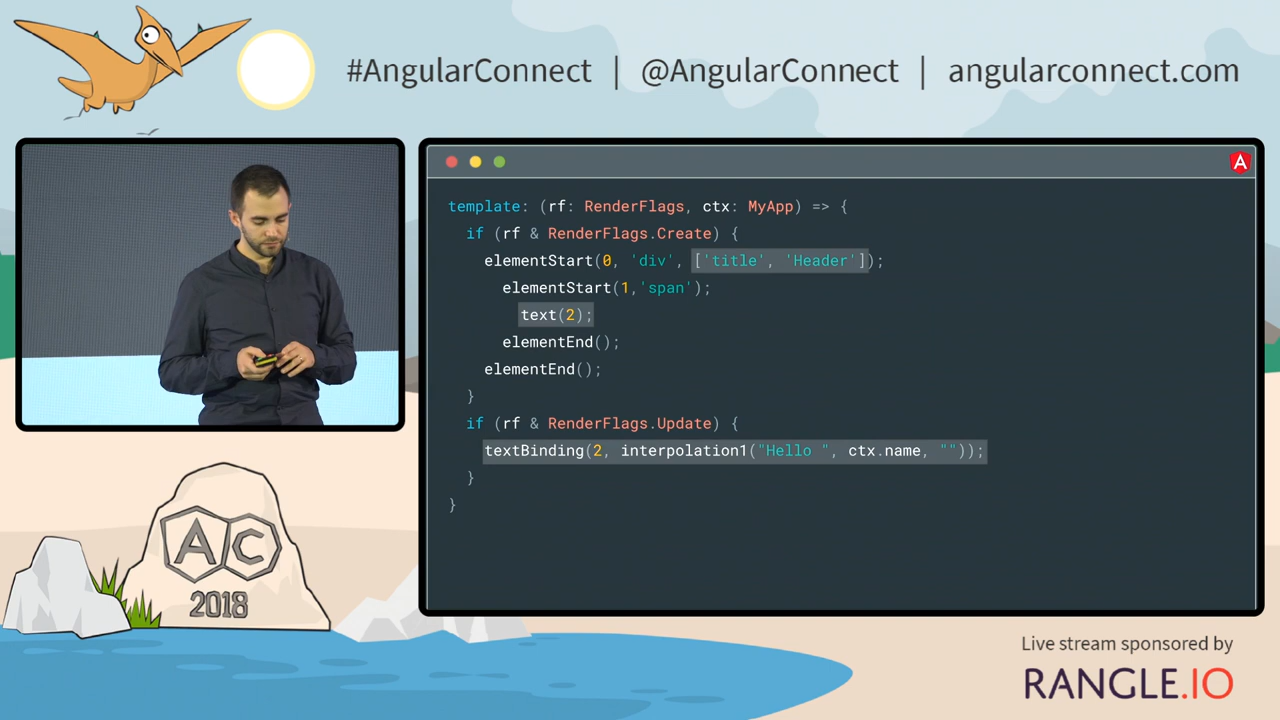 #AngularConnect | @AngularConnect | angularconnect.com
A
template: (rf: RenderFlags, ctx: MyApp) => {
if (rf & RenderFlags.Create) {
elementStart(0, 'div', ['title', 'Header']);
elementStart(1,'span');
text(2);
elementEnd();
elementEnd();
}
if (rf & RenderFlags.Update) {
textBinding(2, interpolation1("Hello ", ctx.name, ""));
}
}
AC
2018
Live stream sponsored by
RANGLE.IO